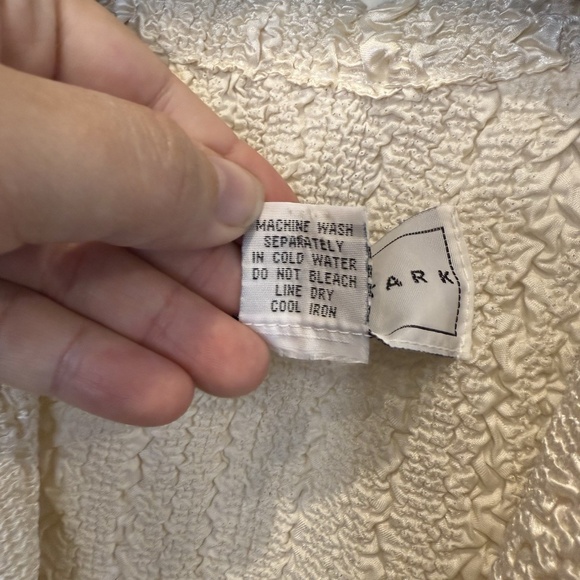 MACHINE WASH
SEPARATELY
IN COLD WATER
DO NOT BLEACH
LINE DRY
COOL IRON
ARK